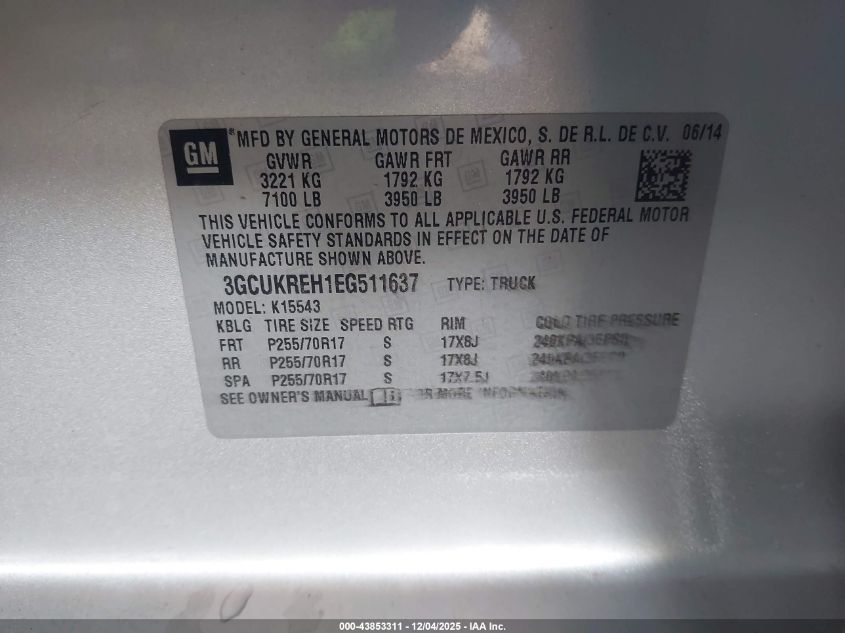 GM
® MFD BY GENERAL MOTORS DE MEXICO, S. DE R.L. DE C.V. 06/14
GVWR GAWR FRT GAWR RR
3221 KG 1792 KG 1792 KG
7100 LB 3950 LB 3950 LB
THIS VEHICLE CONFORMS TO ALL APPLICABLE U.S. FEDERAL MOTOR
VEHICLE SAFETY STANDARDS IN EFFECT ON THE DATE OF
MANUFACTURE SHOWN ABOVE.
3GCUKREH1EG511637 TYPE: TRUCK
MODEL: K15543
KBLG TIRE SIZE SPEED RTG RIM COLD TIRE PRESSURE
FRT P255/70R17 S 17X8J
RR P255/70R17 S 17X8J
SPA P255/70R17 S 17X7.5J
SEE OWNER'S MANUAL MORE INFORMATION
000-43853311 - 12/04/2025 - IAA Inc.